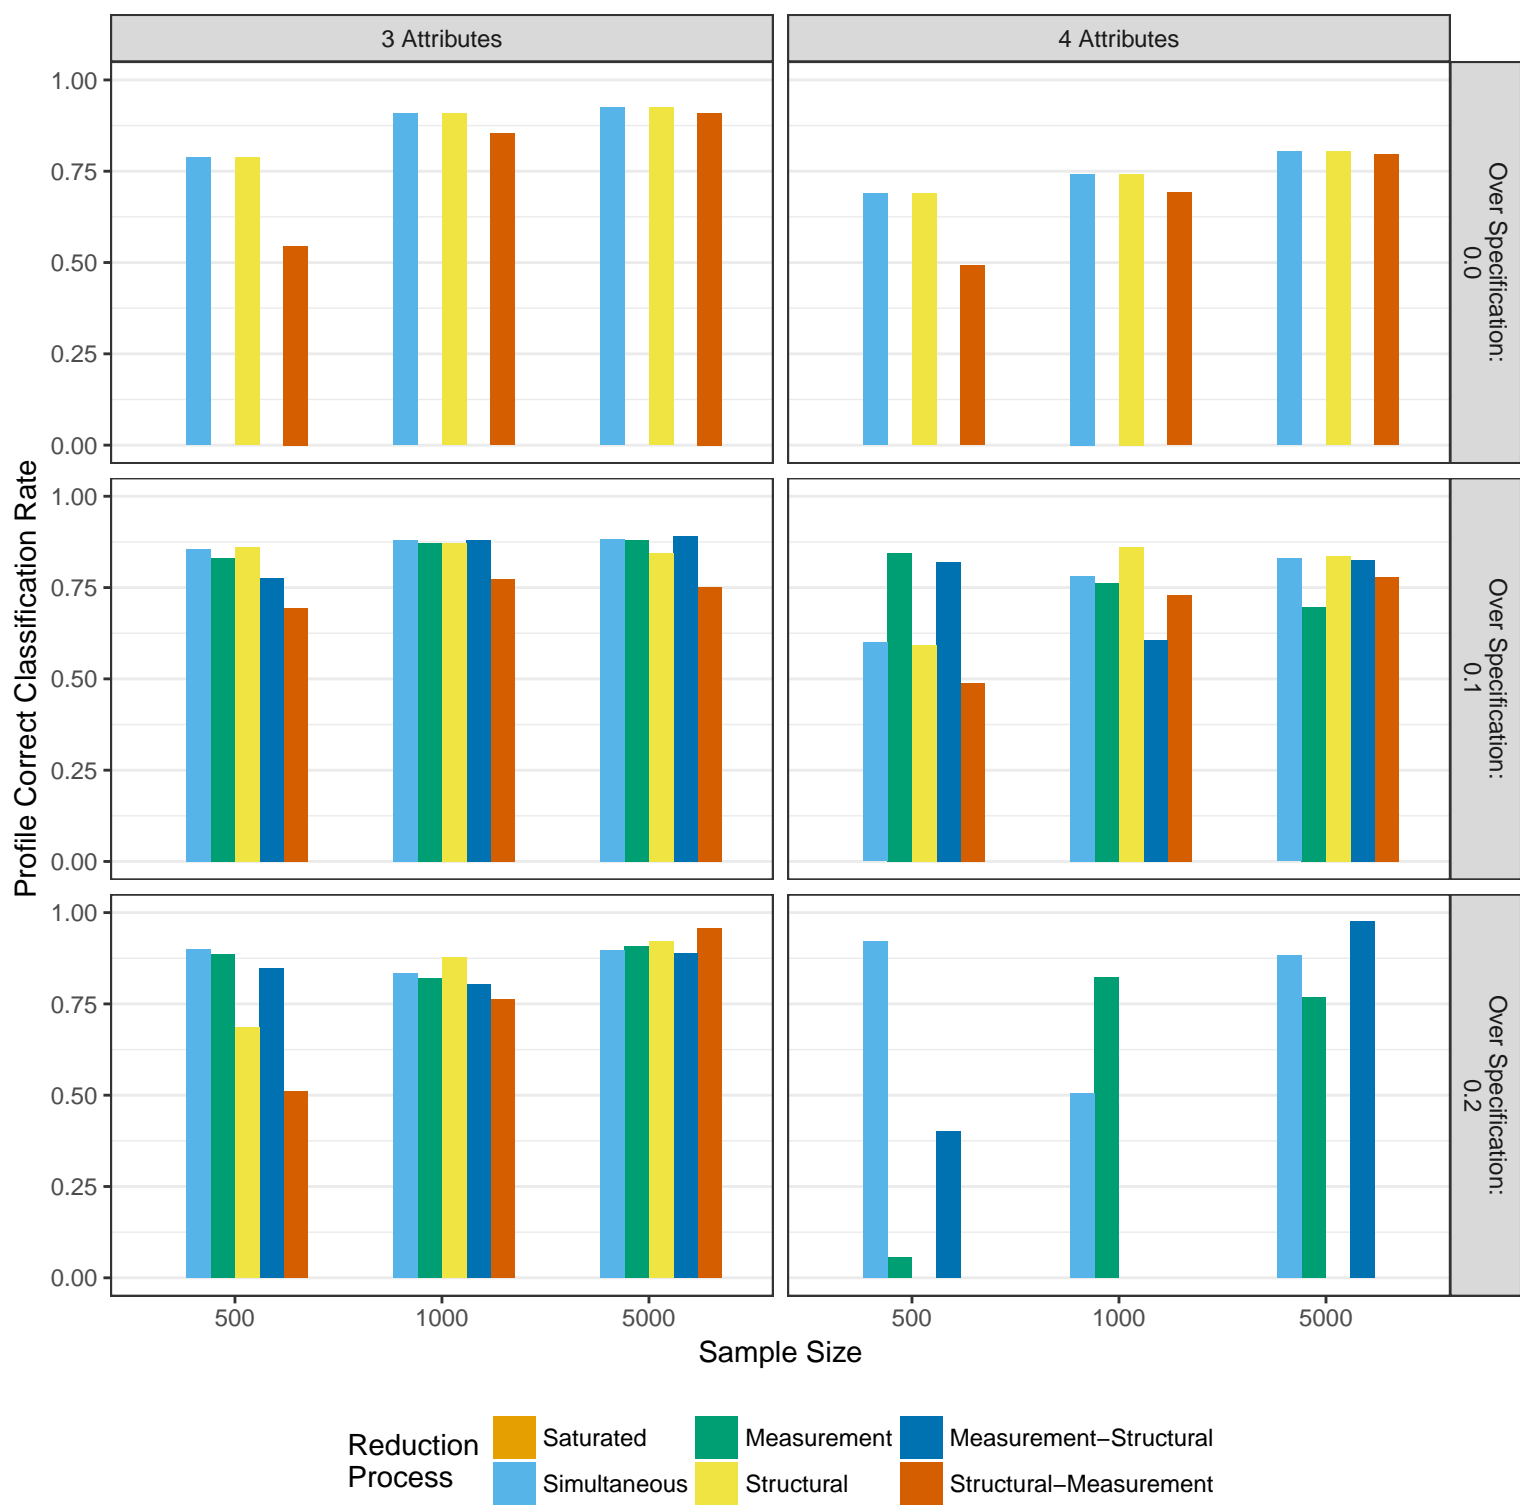 3 Attributes
4 Attributes
1.00
0.75
0.50
0.25
0.00
Over Specification:
0.0
Profile Correct Classification Rate
1.00
0.75
0.50
0.25
0.00
Over Specification:
0.1
1.00
0.75
0.50
0.25
0.00
Over Specification:
0.2
500
1000
5000
500
1000
5000
Sample Size
Reduction
Process
Saturated
Measurement
Measurement−Structural
Simultaneous
Structural
Structural−Measurement